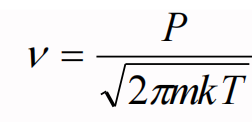 ν = P / √(2πmkT)